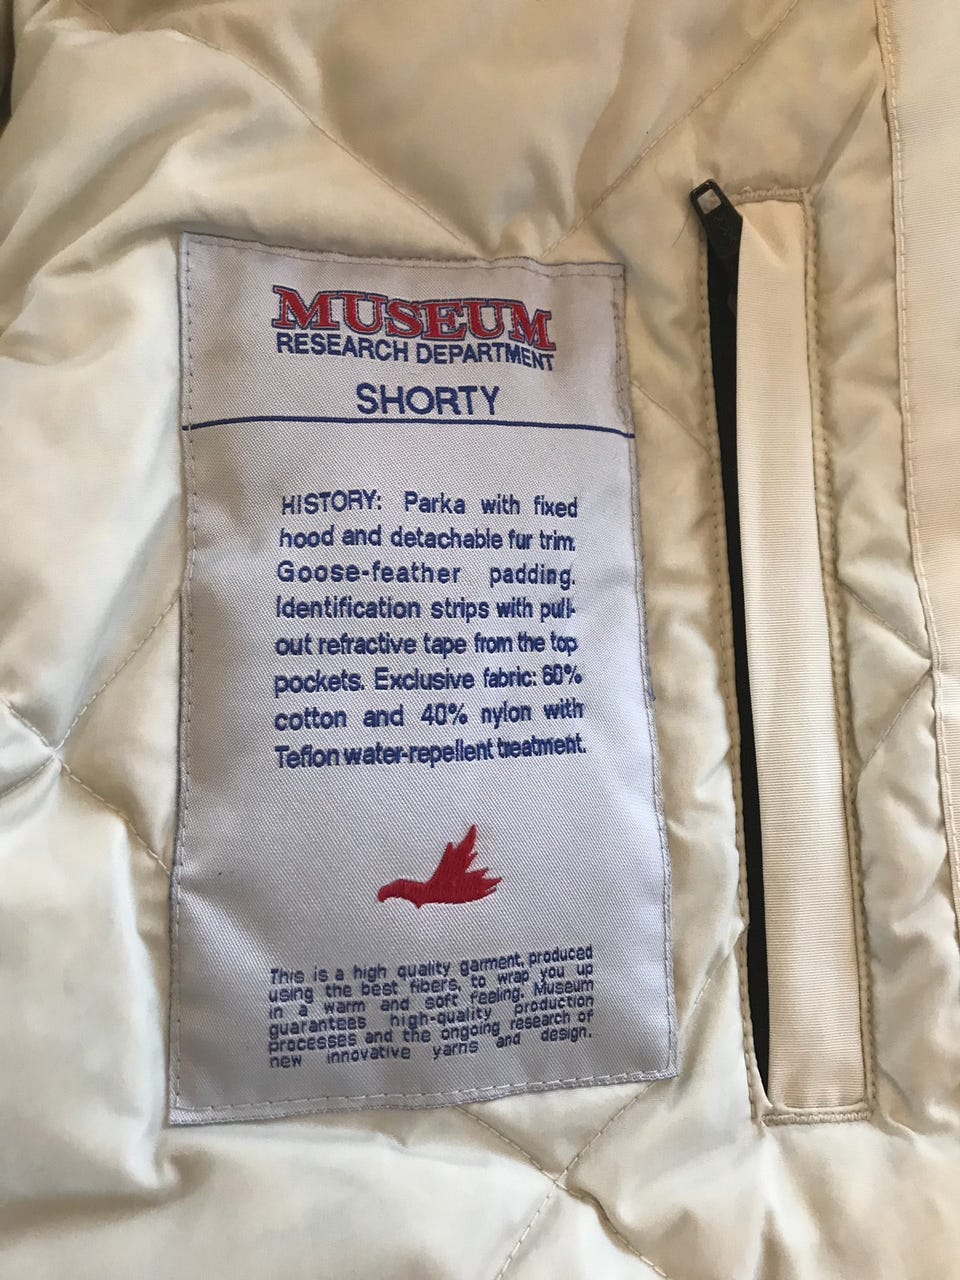 MUSEUM
RESEARCH DEPARTMENT
SHORTY
HISTORY: Parka with fixed
hood and detachable fur trim.
Goose-feather padding.
Identification strips with pull-
out refractive tape from the top
pockets. Exclusive fabric: 60%
cotton and 40% nylon with
Teflon water-repellent treatment.
This is a high quality garment, produced
using the best fibers, to wrap you up
in a warm and soft feeling. Museum
guarantees high-quality production
processes and the ongoing research of
new innovative yarns and design.